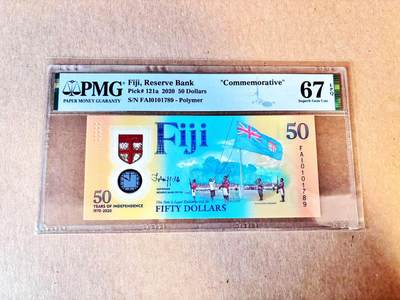 PMG
PAPER MONEY GUARANTY
Fiji, Reserve Bank
Pick# 121a 2020 50 Dollars
S/N FAI0101789 - Polymer
"Commemorative"
67
EPQ
Superb Gem Unc
Fiji
50
FAI0101789
50
YEARS OF INDEPENDENCE
1970-2020
FIFTY DOLLARS